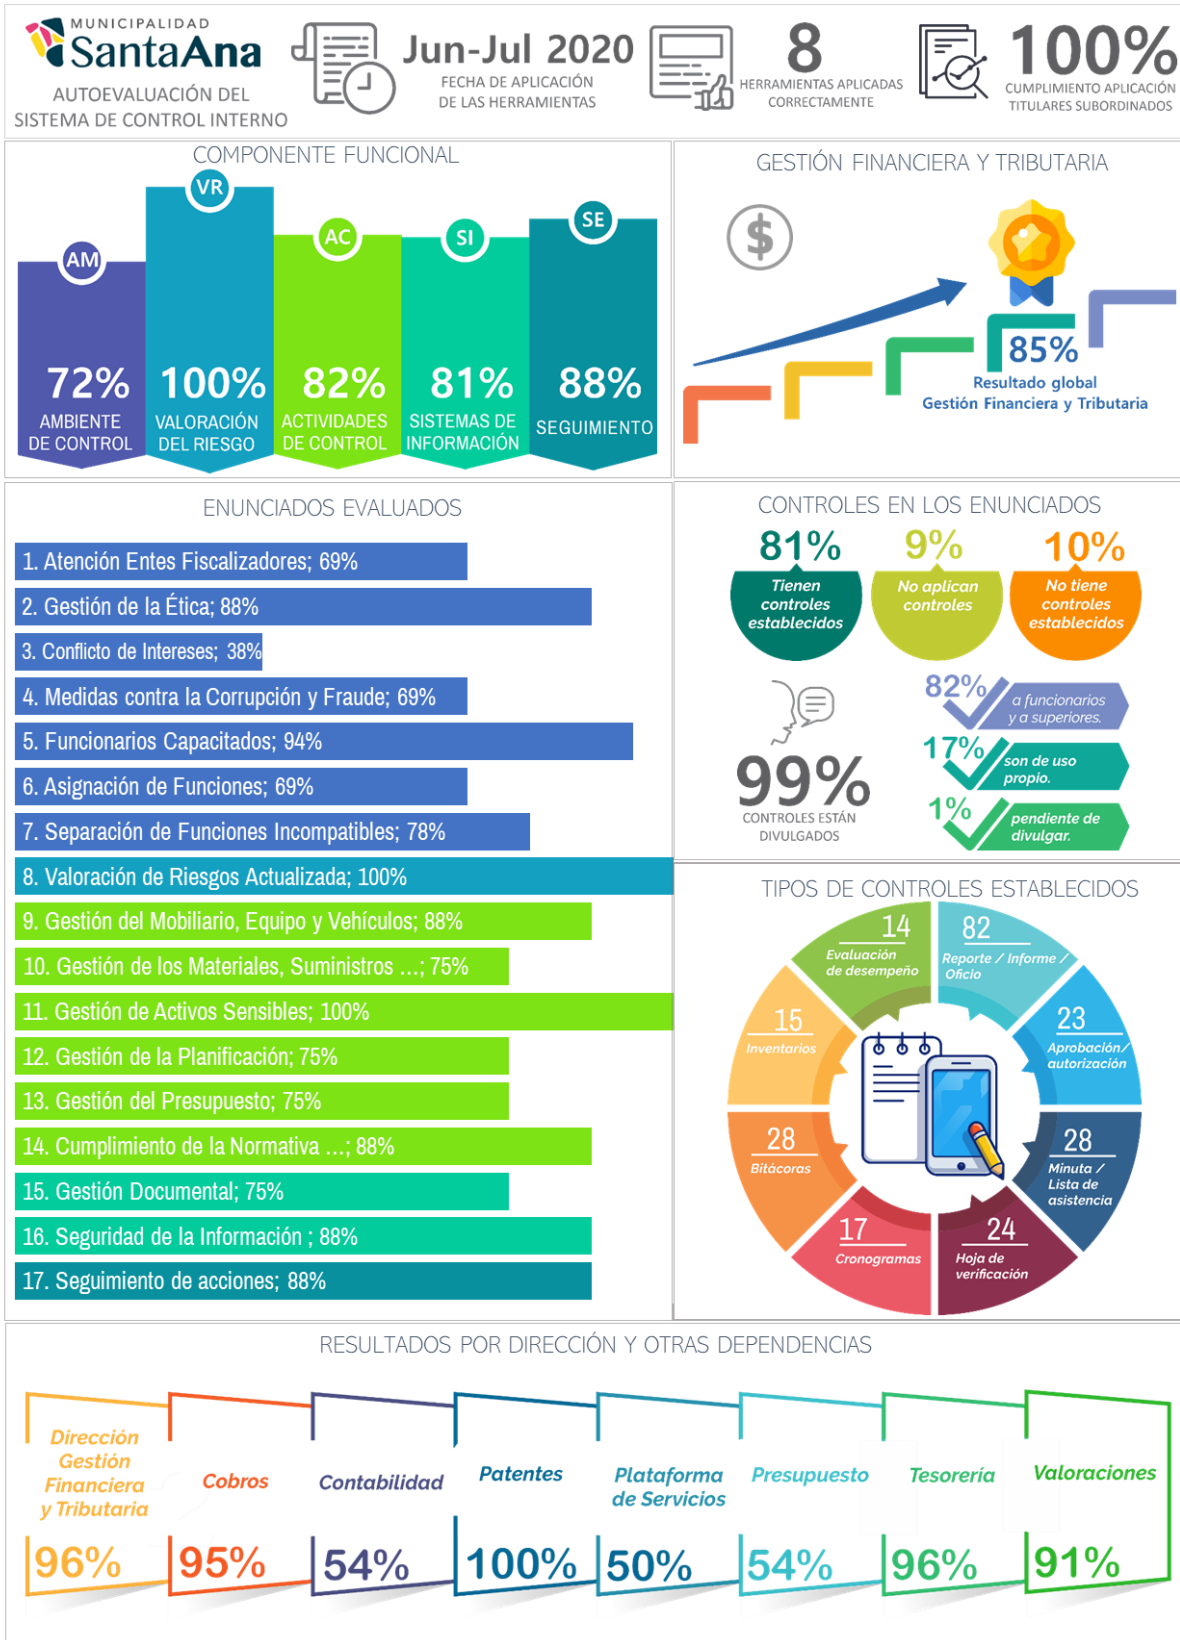 MUNICIPALIDAD
SantaAna
AUTOEVALUACIÓN DEL
SISTEMA DE CONTROL INTERNO
Jun-Jul 2020
FECHA DE APLICACIÓN
DE LAS HERRAMIENTAS
8
HERRAMIENTAS APLICADAS
CORRECTAMENTE
100%
CUMPLIMIENTO APLICACIÓN
TITULARES SUBORDINADOS
COMPONENTE FUNCIONAL
AM
72%
AMBIENTE
DE CONTROL
VR
100%
VALORACIÓN
DEL RIESGO
AC
82%
ACTIVIDADES
DE CONTROL
SI
81%
SISTEMAS DE
INFORMACIÓN
SE
88%
SEGUIMIENTO
GESTIÓN FINANCIERA Y TRIBUTARIA
$
85%
Resultado global
Gestión Financiera y Tributaria
ENUNCIADOS EVALUADOS
1. Atención Entes Fiscalizadores; 69%
2. Gestión de la Ética; 88%
3. Conflicto de Intereses; 38%
4. Medidas contra la Corrupción y Fraude; 69%
5. Funcionarios Capacitados; 94%
6. Asignación de Funciones; 69%
7. Separación de Funciones Incompatibles; 78%
8. Valoración de Riesgos Actualizada; 100%
9. Gestión del Mobiliario, Equipo y Vehículos; 88%
10. Gestión de los Materiales, Suministros ...; 75%
11. Gestión de Activos Sensibles; 100%
12. Gestión de la Planificación; 75%
13. Gestión del Presupuesto; 75%
14. Cumplimiento de la Normativa ...; 88%
15. Gestión Documental; 75%
16. Seguridad de la Información ; 88%
17. Seguimiento de acciones; 88%
CONTROLES EN LOS ENUNCIADOS
81%
Tienen
controles
establecidos
9%
No aplican
controles
10%
No tiene
controles
establecidos
99%
CONTROLES ESTÁN
DIVULGADOS
82%
a funcionarios
y a superiores.
17%
son de uso
propio.
1%
pendiente de
divulgar.
TIPOS DE CONTROLES ESTABLECIDOS
14
Evaluación
de desempeño
82
Reporte / Informe /
Oficio
15
Inventarios
23
Aprobación/
autorización
28
Bitácoras
28
Minuta /
Lista de
asistencia
17
Cronogramas
24
Hoja de
verificación
RESULTADOS POR DIRECCIÓN Y OTRAS DEPENDENCIAS
Dirección
Gestión
Financiera
y Tributaria
96%
Cobros
95%
Contabilidad
54%
Patentes
100%
Plataforma
de Servicios
50%
Presupuesto
54%
Tesorería
96%
Valoraciones
91%